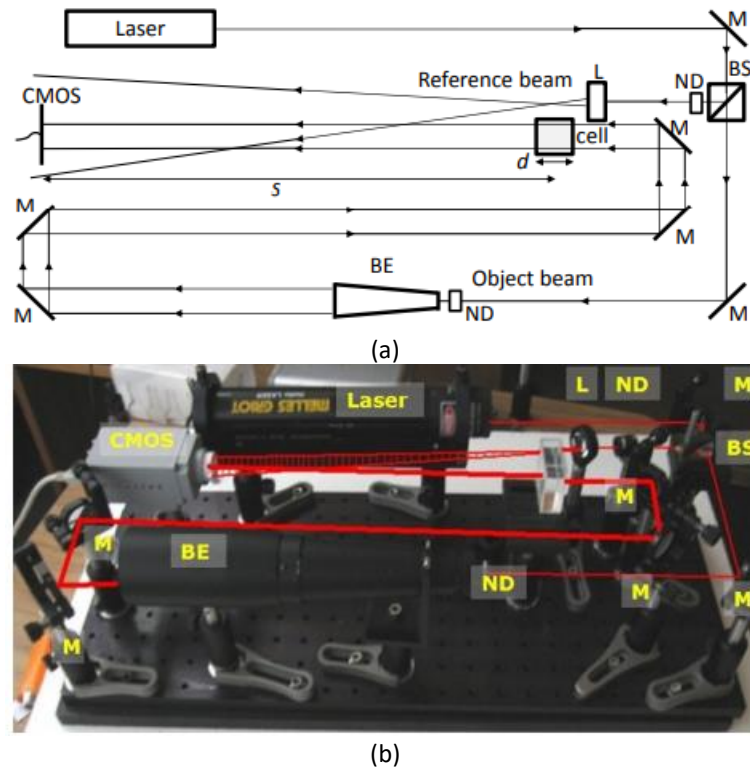 Laser
M
Reference beam
L
ND
BS
CMOS
cell
M
d
s
M
M
BE
Object beam
ND
M
M
(a)
L
ND
M
Laser
MELLES GRIOT
CMOS
BS
M
M
BE
ND
M
M
M
(b)